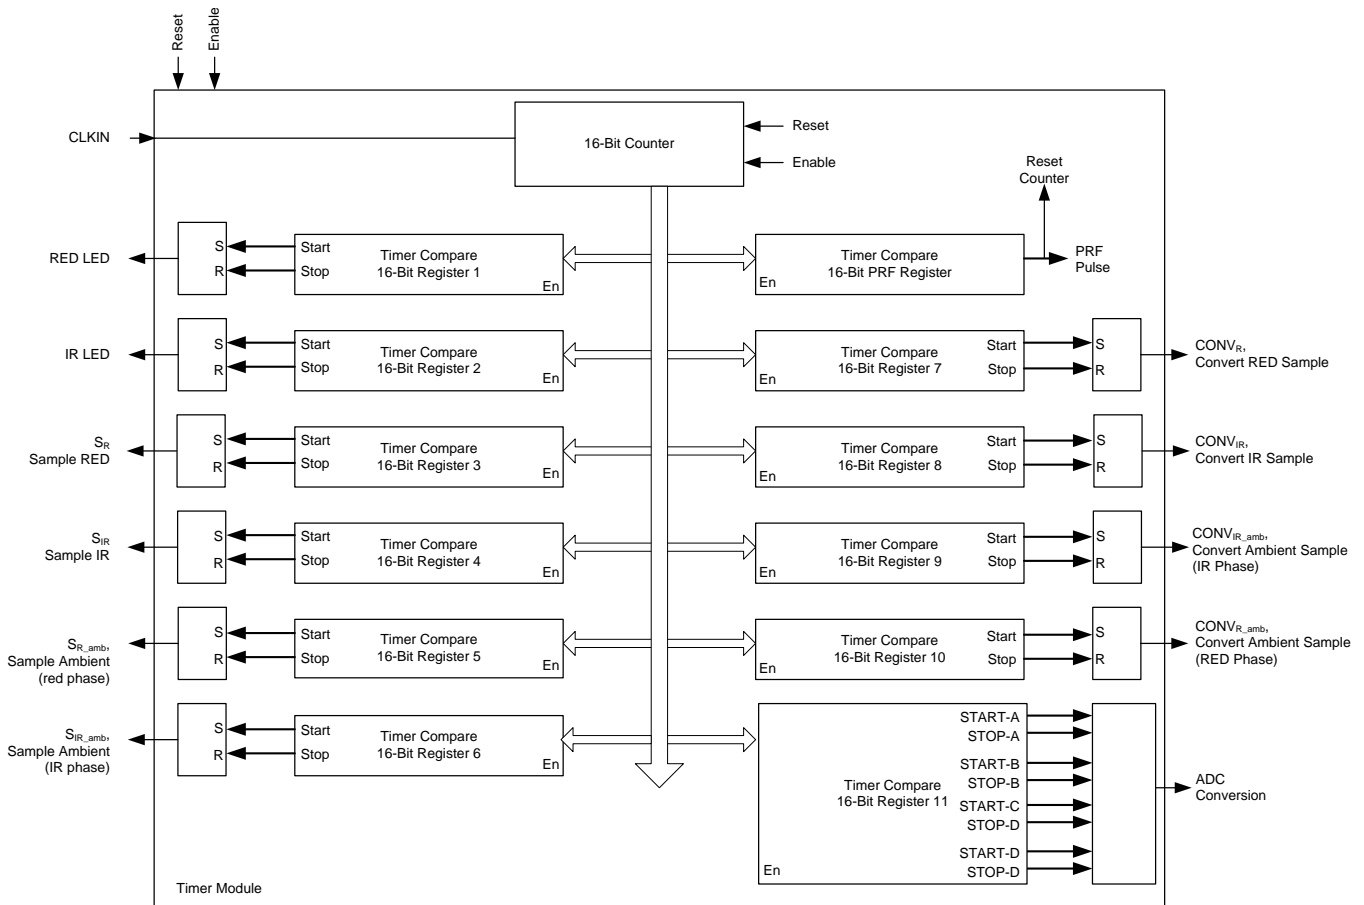 Reset
Enable
CLKIN
16-Bit Counter
Reset
Enable
Reset
Counter
RED LED
S
R
Start
Stop
Timer Compare
16-Bit Register 1
En
Timer Compare
16-Bit PRF Register
En
PRF
Pulse
IR LED
S
R
Start
Stop
Timer Compare
16-Bit Register 2
En
Timer Compare
16-Bit Register 7
En
Start
Stop
S
R
CONVR,
Convert RED Sample
SR
Sample RED
S
R
Start
Stop
Timer Compare
16-Bit Register 3
En
Timer Compare
16-Bit Register 8
En
Start
Stop
S
R
CONVIR,
Convert IR Sample
SIR
Sample IR
S
R
Start
Stop
Timer Compare
16-Bit Register 4
En
Timer Compare
16-Bit Register 9
En
Start
Stop
S
R
CONVIR_amb,
Convert Ambient Sample
(IR Phase)
SR_amb,
Sample Ambient
(red phase)
S
R
Start
Stop
Timer Compare
16-Bit Register 5
En
Timer Compare
16-Bit Register 10
En
Start
Stop
S
R
CONVR_amb,
Convert Ambient Sample
(RED Phase)
SIR_amb,
Sample Ambient
(IR phase)
S
R
Start
Stop
Timer Compare
16-Bit Register 6
En
Timer Compare
16-Bit Register 11
En
START-A
STOP-A
START-B
STOP-B
START-C
STOP-D
START-D
STOP-D
ADC
Conversion
Timer Module